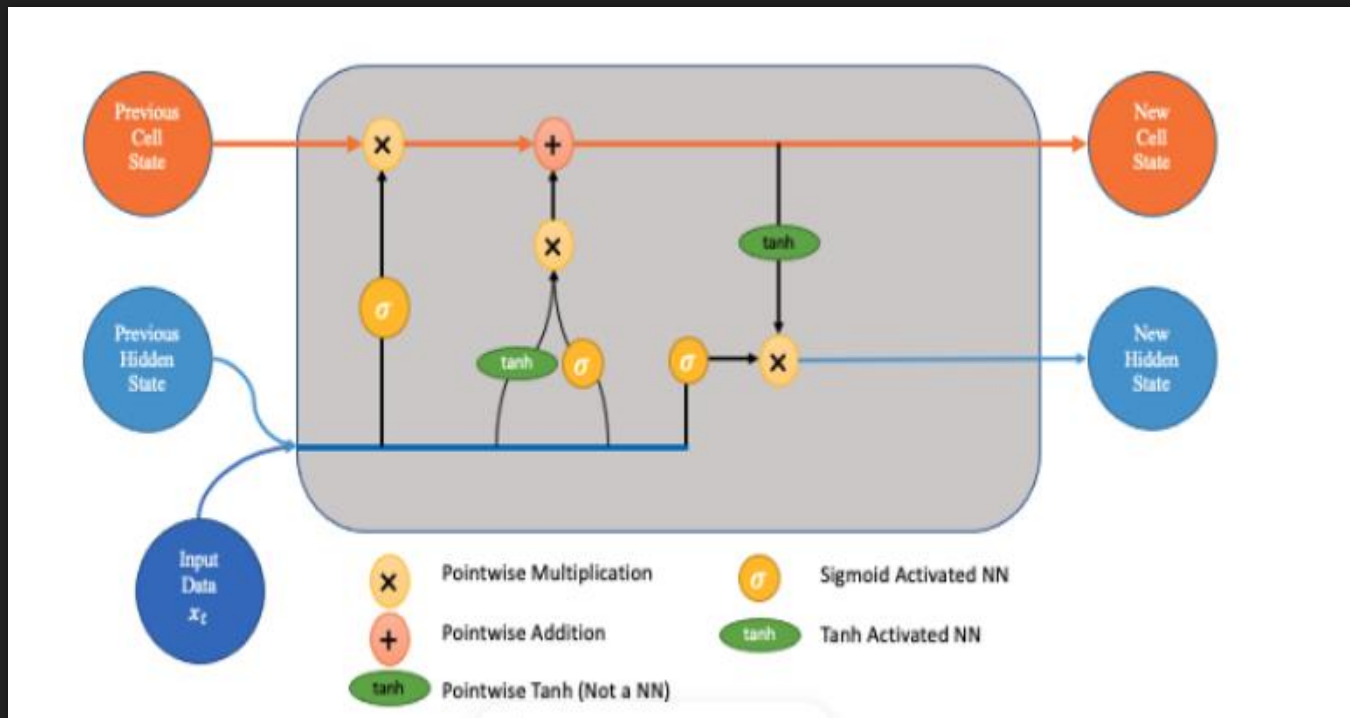 Previous
Cell
State
×
+
New
Cell
State
×
tanh
σ
Previous
Hidden
State
tanh
σ
σ
×
New
Hidden
State
Input
Data
xₜ
×
Pointwise Multiplication
σ
Sigmoid Activated NN
+
Pointwise Addition
tanh
Tanh Activated NN
tanh
Pointwise Tanh (Not a NN)